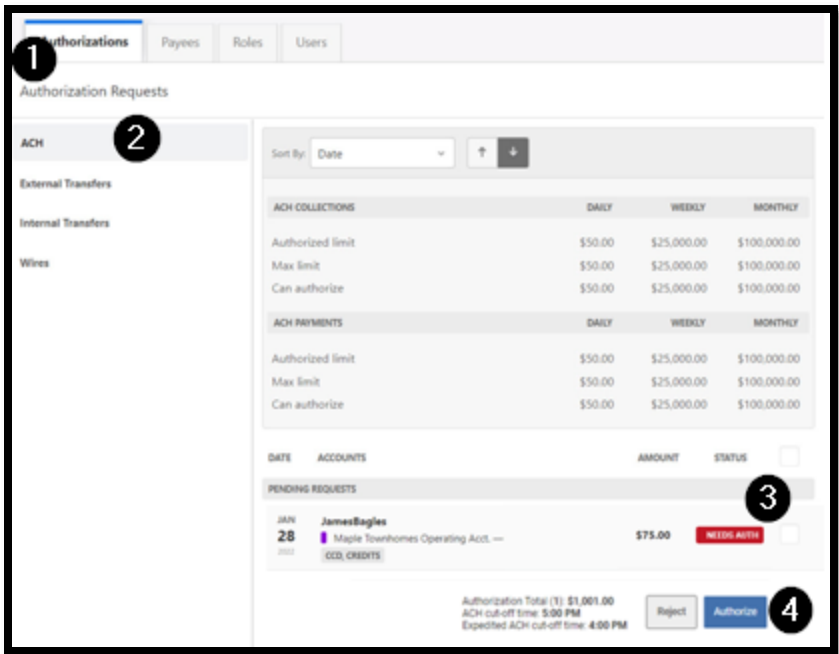 Authorizations Payees Roles Users
1
Authorization Requests
2
ACH
External Transfers
Internal Transfers
Wires
Sort By: Date ↑ ↓
ACH COLLECTIONS DAILY WEEKLY MONTHLY
Authorized limit $50.00 $25,000.00 $100,000.00
Max limit $50.00 $25,000.00 $100,000.00
Can authorize $50.00 $25,000.00 $100,000.00
ACH PAYMENTS DAILY WEEKLY MONTHLY
Authorized limit $50.00 $25,000.00 $100,000.00
Max limit $50.00 $25,000.00 $100,000.00
Can authorize $50.00 $25,000.00 $100,000.00
DATE ACCOUNTS AMOUNT STATUS
PENDING REQUESTS
3
JAN
28
2022
JamesBagles
Maple Townhomes Operating Acct. —
CCD, CREDITS
$75.00 NEEDS AUTH
Authorization Total (1): $1,001.00
ACH cut-off time: 5:00 PM
Expedited ACH cut-off time: 4:00 PM
Reject Authorize 4